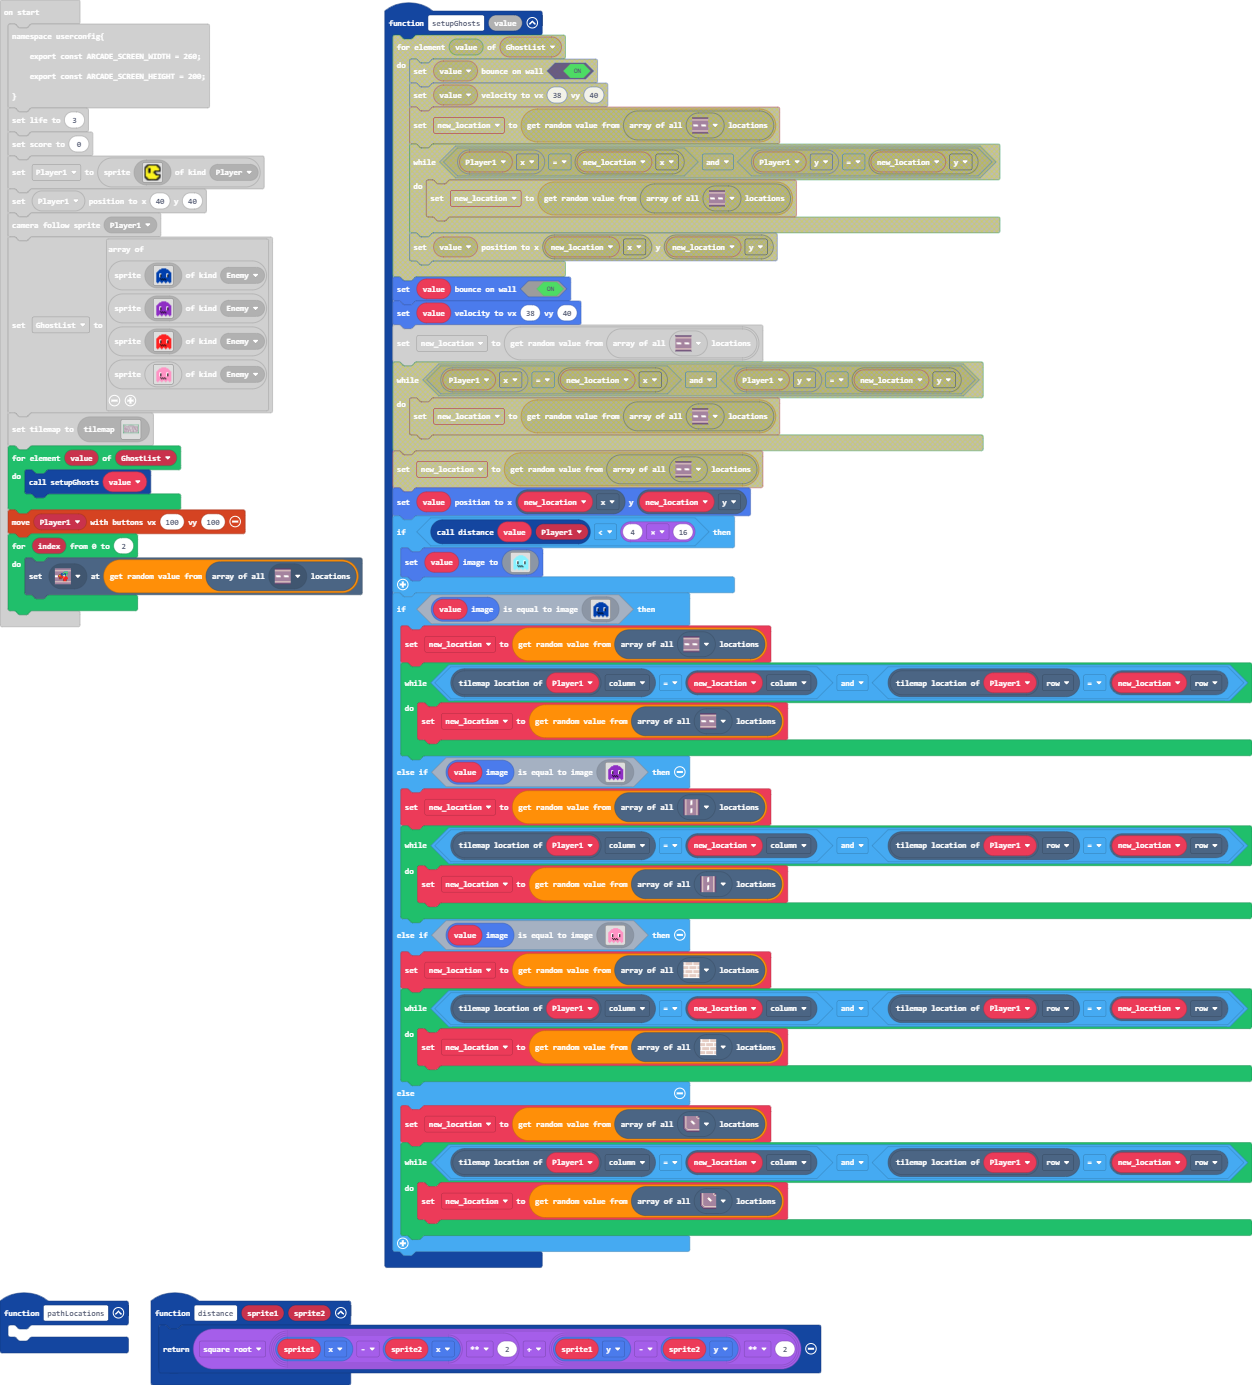 on start
namespace userconfig{
export const ARCADE_SCREEN_WIDTH = 260;
export const ARCADE_SCREEN_HEIGHT = 200;
}
set life to 3
set score to 0
set Player1 to sprite of kind Player
set Player1 position to x 40 y 40
camera follow sprite Player1
set GhostList to array of
sprite of kind Enemy
sprite of kind Enemy
sprite of kind Enemy
sprite of kind Enemy
set tilemap to tilemap
for element value of GhostList
do call setupGhosts value
move Player1 with buttons vx 100 vy 100
for index from 0 to 2
do set at get random value from array of all locations
function setupGhosts value
for element value of GhostList
do set value bounce on wall ON
set value velocity to vx 38 vy 40
set new_location to get random value from array of all locations
while Player1 x = new_location x and Player1 y = new_location y
do
set new_location to get random value from array of all locations
set value position to x new_location x y new_location y
set value bounce on wall ON
set value velocity to vx 38 vy 40
set new_location to get random value from array of all locations
while Player1 x = new_location x and Player1 y = new_location y
do
set new_location to get random value from array of all locations
set new_location to get random value from array of all locations
set value position to x new_location x y new_location y
if call distance value Player1 < 4 x 16 then
set value image to
if value image is equal to image then
set new_location to get random value from array of all locations
while tilemap location of Player1 column = new_location column and tilemap location of Player1 row = new_location row
do
set new_location to get random value from array of all locations
else if value image is equal to image then
set new_location to get random value from array of all locations
while tilemap location of Player1 column = new_location column and tilemap location of Player1 row = new_location row
do
set new_location to get random value from array of all locations
else if value image is equal to image then
set new_location to get random value from array of all locations
while tilemap location of Player1 column = new_location column and tilemap location of Player1 row = new_location row
do
set new_location to get random value from array of all locations
else
set new_location to get random value from array of all locations
while tilemap location of Player1 column = new_location column and tilemap location of Player1 row = new_location row
do
set new_location to get random value from array of all locations
function pathLocations
function distance sprite1 sprite2
return square root sprite1 x - sprite2 x ** 2 + sprite1 y - sprite2 y ** 2